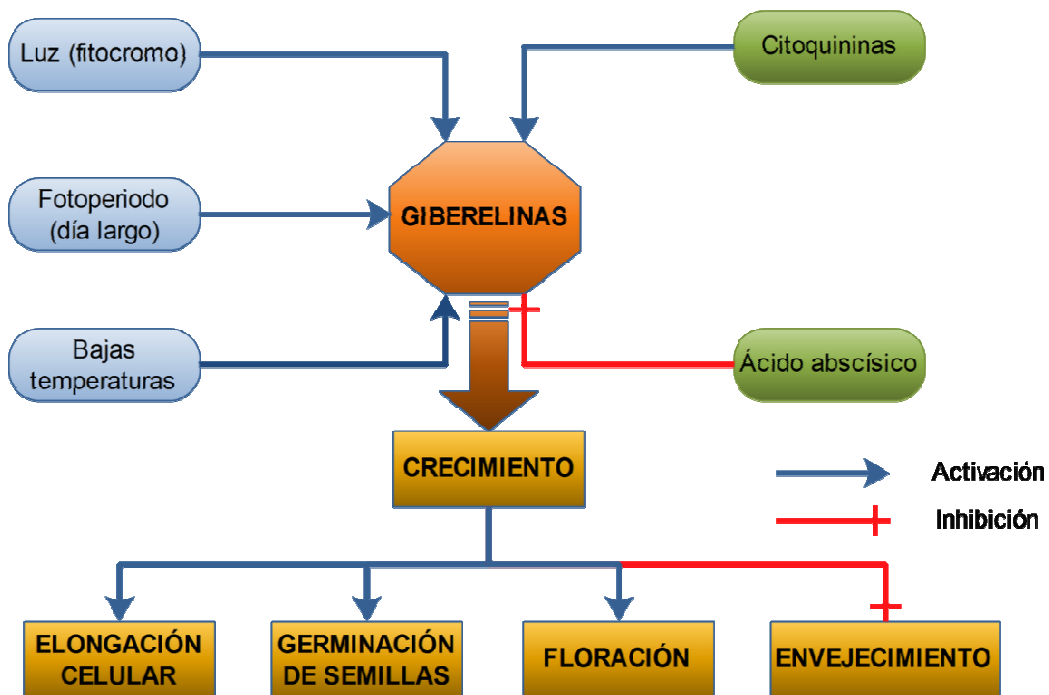 Luz (fitocromo)
Citoquininas
Fotoperiodo
(día largo)
GIBERELINAS
Bajas
temperaturas
Ácido abscísico
CRECIMIENTO
Activación
Inhibición
ELONGACIÓN
CELULAR
GERMINACIÓN
DE SEMILLAS
FLORACIÓN
ENVEJECIMIENTO